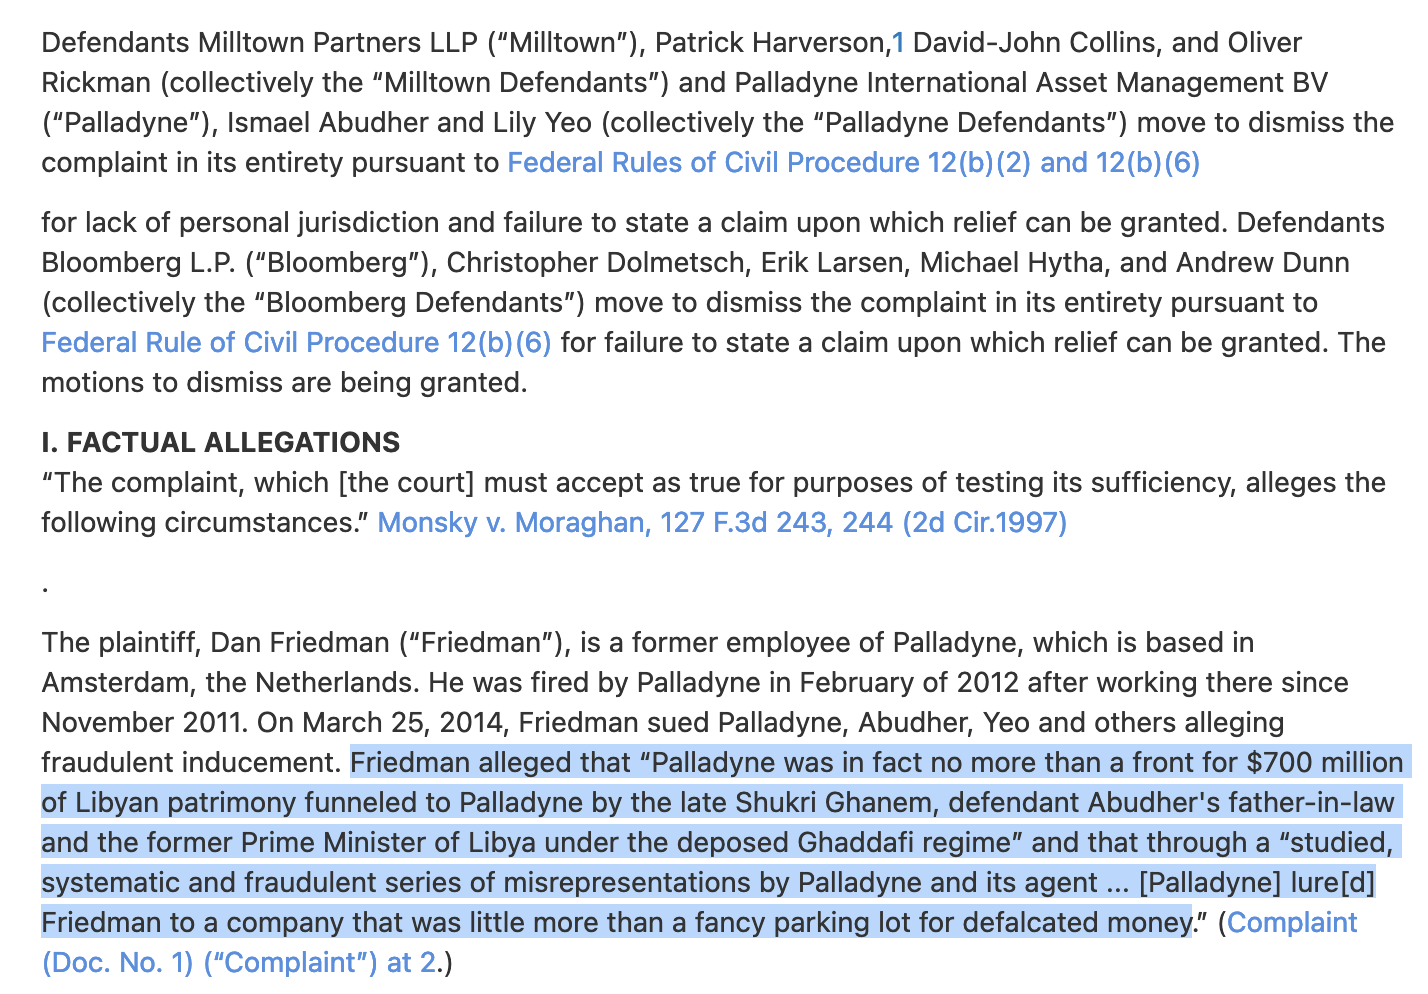 Defendants Milltown Partners LLP (“Milltown”), Patrick Harverson,1 David-John Collins, and Oliver
Rickman (collectively the “Milltown Defendants”) and Palladyne International Asset Management BV
(“Palladyne”), Ismael Abudher and Lily Yeo (collectively the “Palladyne Defendants”) move to dismiss the
complaint in its entirety pursuant to Federal Rules of Civil Procedure 12(b)(2) and 12(b)(6)
for lack of personal jurisdiction and failure to state a claim upon which relief can be granted. Defendants
Bloomberg L.P. (“Bloomberg”), Christopher Dolmetsch, Erik Larsen, Michael Hytha, and Andrew Dunn
(collectively the “Bloomberg Defendants”) move to dismiss the complaint in its entirety pursuant to
Federal Rule of Civil Procedure 12(b)(6) for failure to state a claim upon which relief can be granted. The
motions to dismiss are being granted.
I. FACTUAL ALLEGATIONS
“The complaint, which [the court] must accept as true for purposes of testing its sufficiency, alleges the
following circumstances.” Monsky v. Moraghan, 127 F.3d 243, 244 (2d Cir.1997)
.
The plaintiff, Dan Friedman (“Friedman”), is a former employee of Palladyne, which is based in
Amsterdam, the Netherlands. He was fired by Palladyne in February of 2012 after working there since
November 2011. On March 25, 2014, Friedman sued Palladyne, Abudher, Yeo and others alleging
fraudulent inducement. Friedman alleged that “Palladyne was in fact no more than a front for $700 million
of Libyan patrimony funneled to Palladyne by the late Shukri Ghanem, defendant Abudher's father-in-law
and the former Prime Minister of Libya under the deposed Ghaddafi regime” and that through a “studied,
systematic and fraudulent series of misrepresentations by Palladyne and its agent ... [Palladyne] lure[d]
Friedman to a company that was little more than a fancy parking lot for defalcated money.” (Complaint
(Doc. No. 1) (“Complaint”) at 2.)